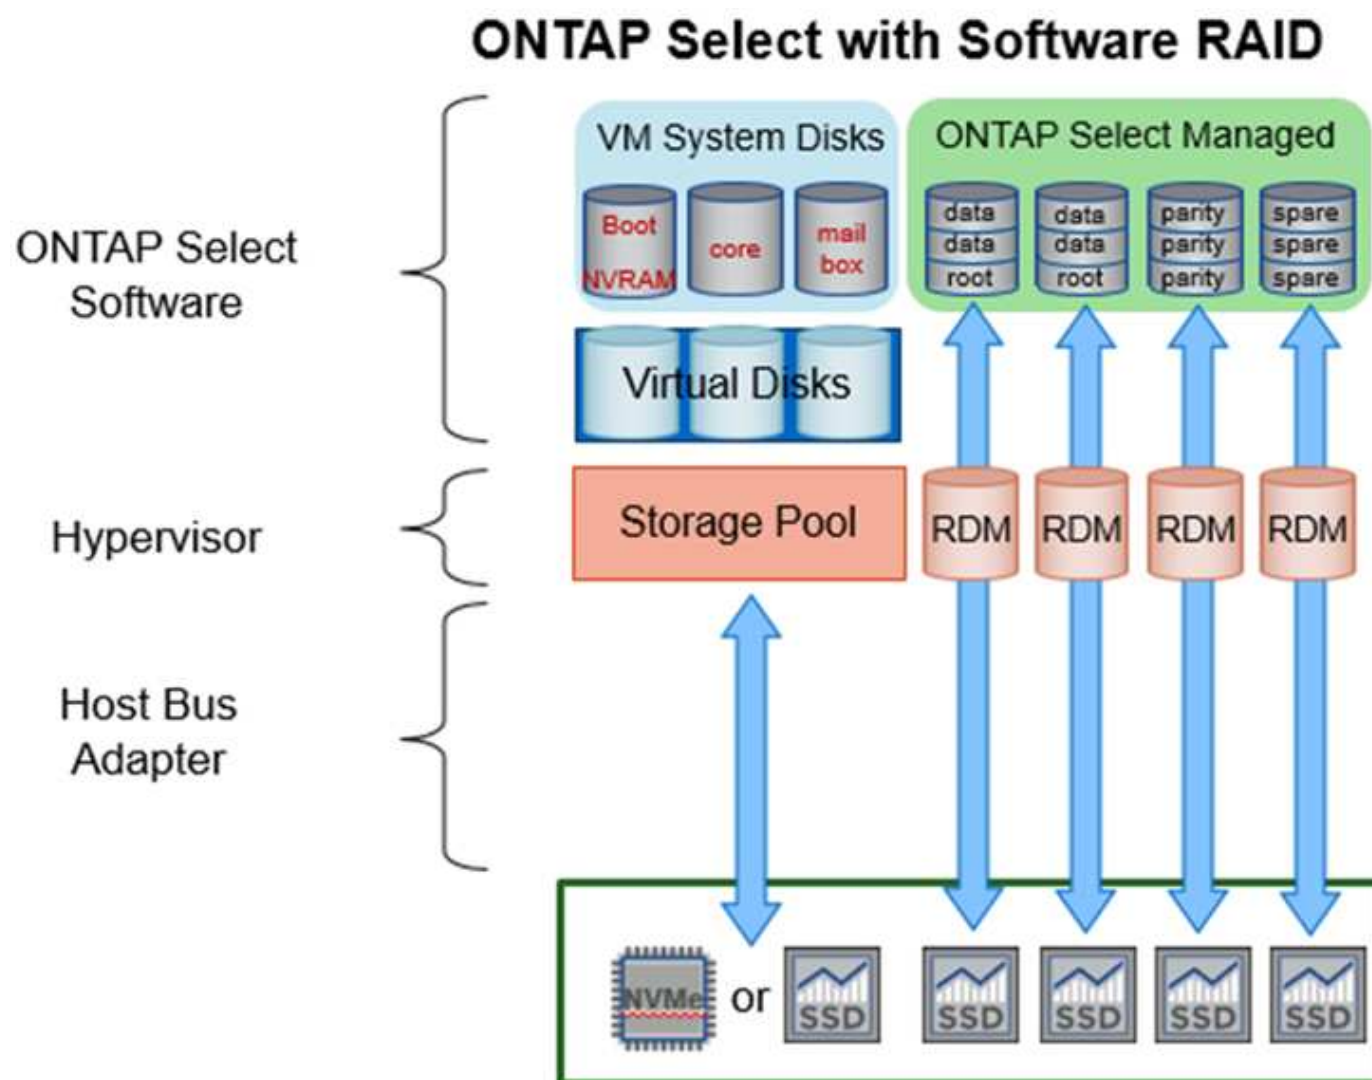 ONTAP Select with Software RAID
ONTAP Select
Software
VM System Disks
Boot
NVRAM
core
mail
box
ONTAP Select Managed
data
data
root
data
data
root
parity
parity
parity
spare
spare
spare
Virtual Disks
Hypervisor
Storage Pool
RDM
RDM
RDM
RDM
Host Bus
Adapter
NVMe
or
SSD
SSD
SSD
SSD
SSD